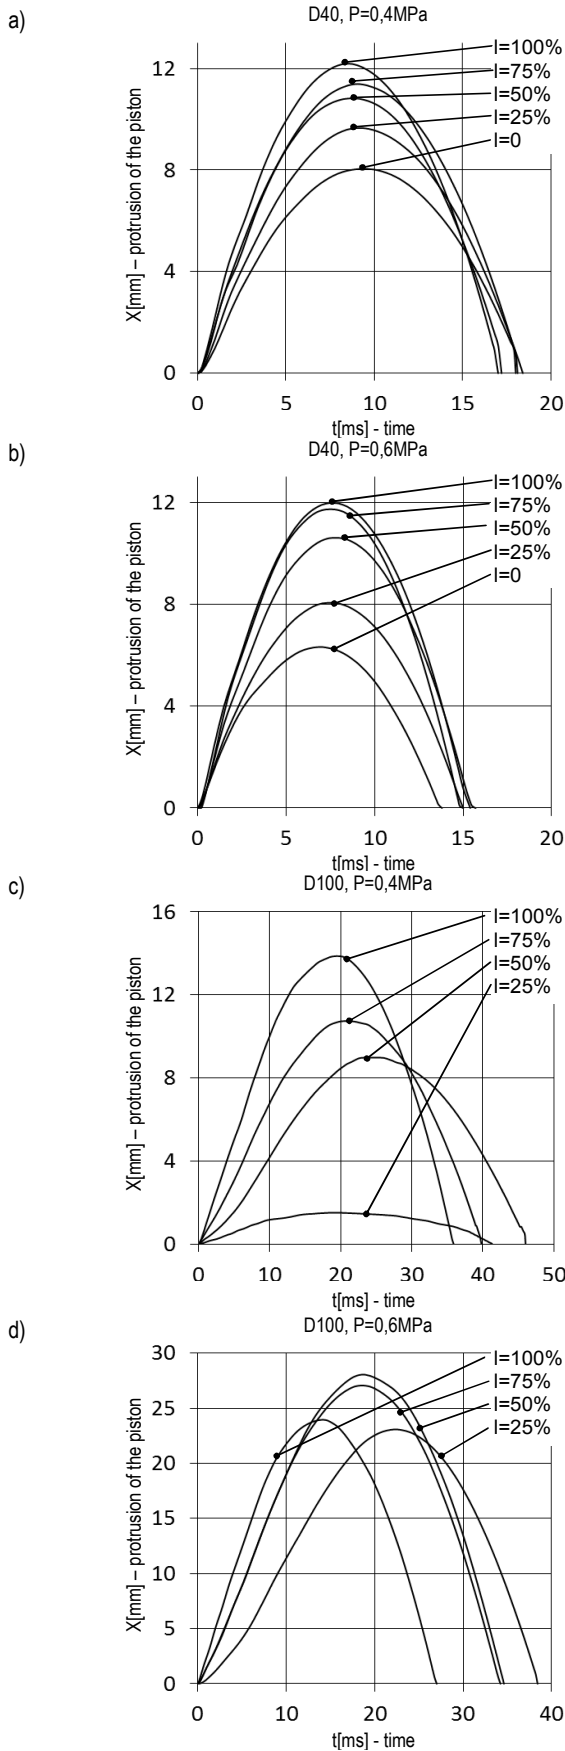 a)
D40, P=0,4MPa
X[mm] – protrusion of the piston
12
8
4
0
I=100%
I=75%
I=50%
I=25%
I=0
0 5 10 15 20
t[ms] - time
b)
D40, P=0,6MPa
X[mm] – protrusion of the piston
12
8
4
0
I=100%
I=75%
I=50%
I=25%
I=0
0 5 10 15 20
t[ms] - time
c)
D100, P=0,4MPa
X[mm] – protrusion of the piston
16
12
8
4
0
I=100%
I=75%
I=50%
I=25%
0 10 20 30 40 50
t[ms] - time
d)
D100, P=0,6MPa
X[mm] – protrusion of the piston
30
25
20
15
10
5
0
I=100%
I=75%
I=50%
I=25%
0 10 20 30 40
t[ms] - time